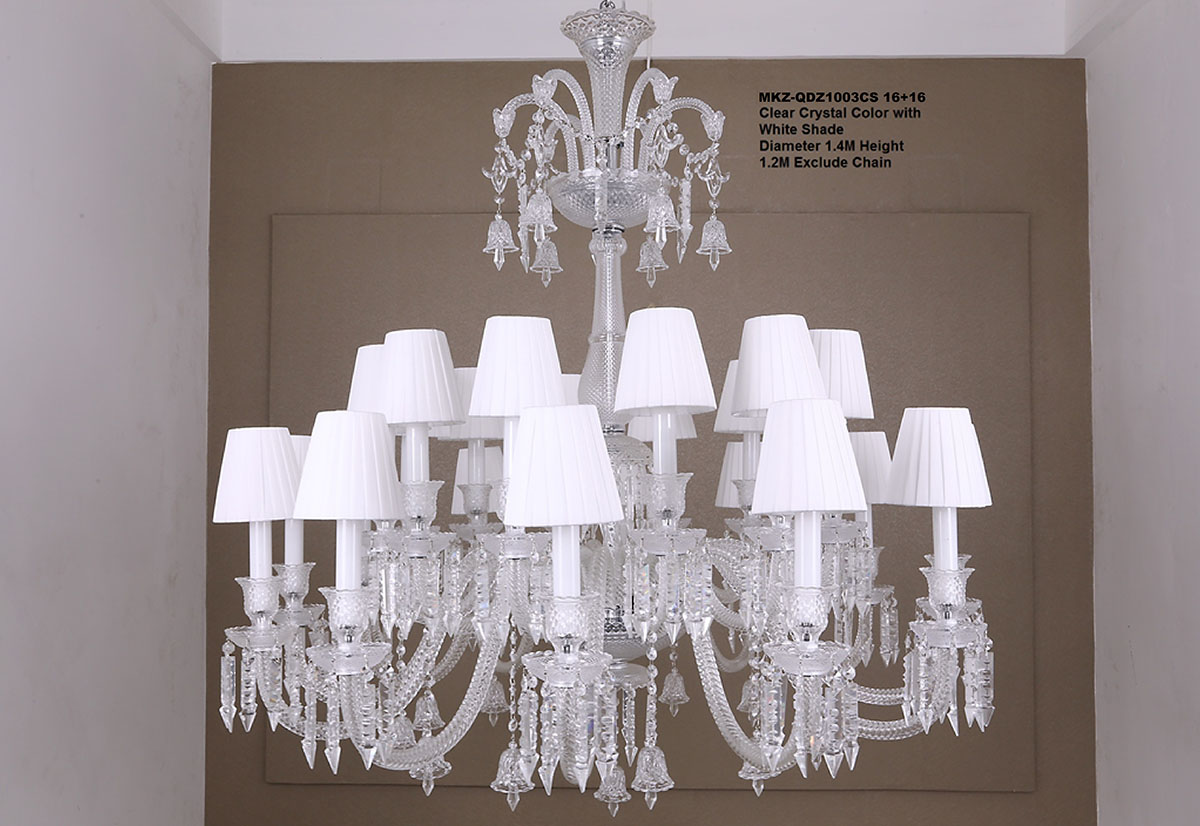 MKZ-QDZ1003CS 16+16
Clear Crystal Color with
White Shade
Diameter 1.4M Height
1.2M Exclude Chain